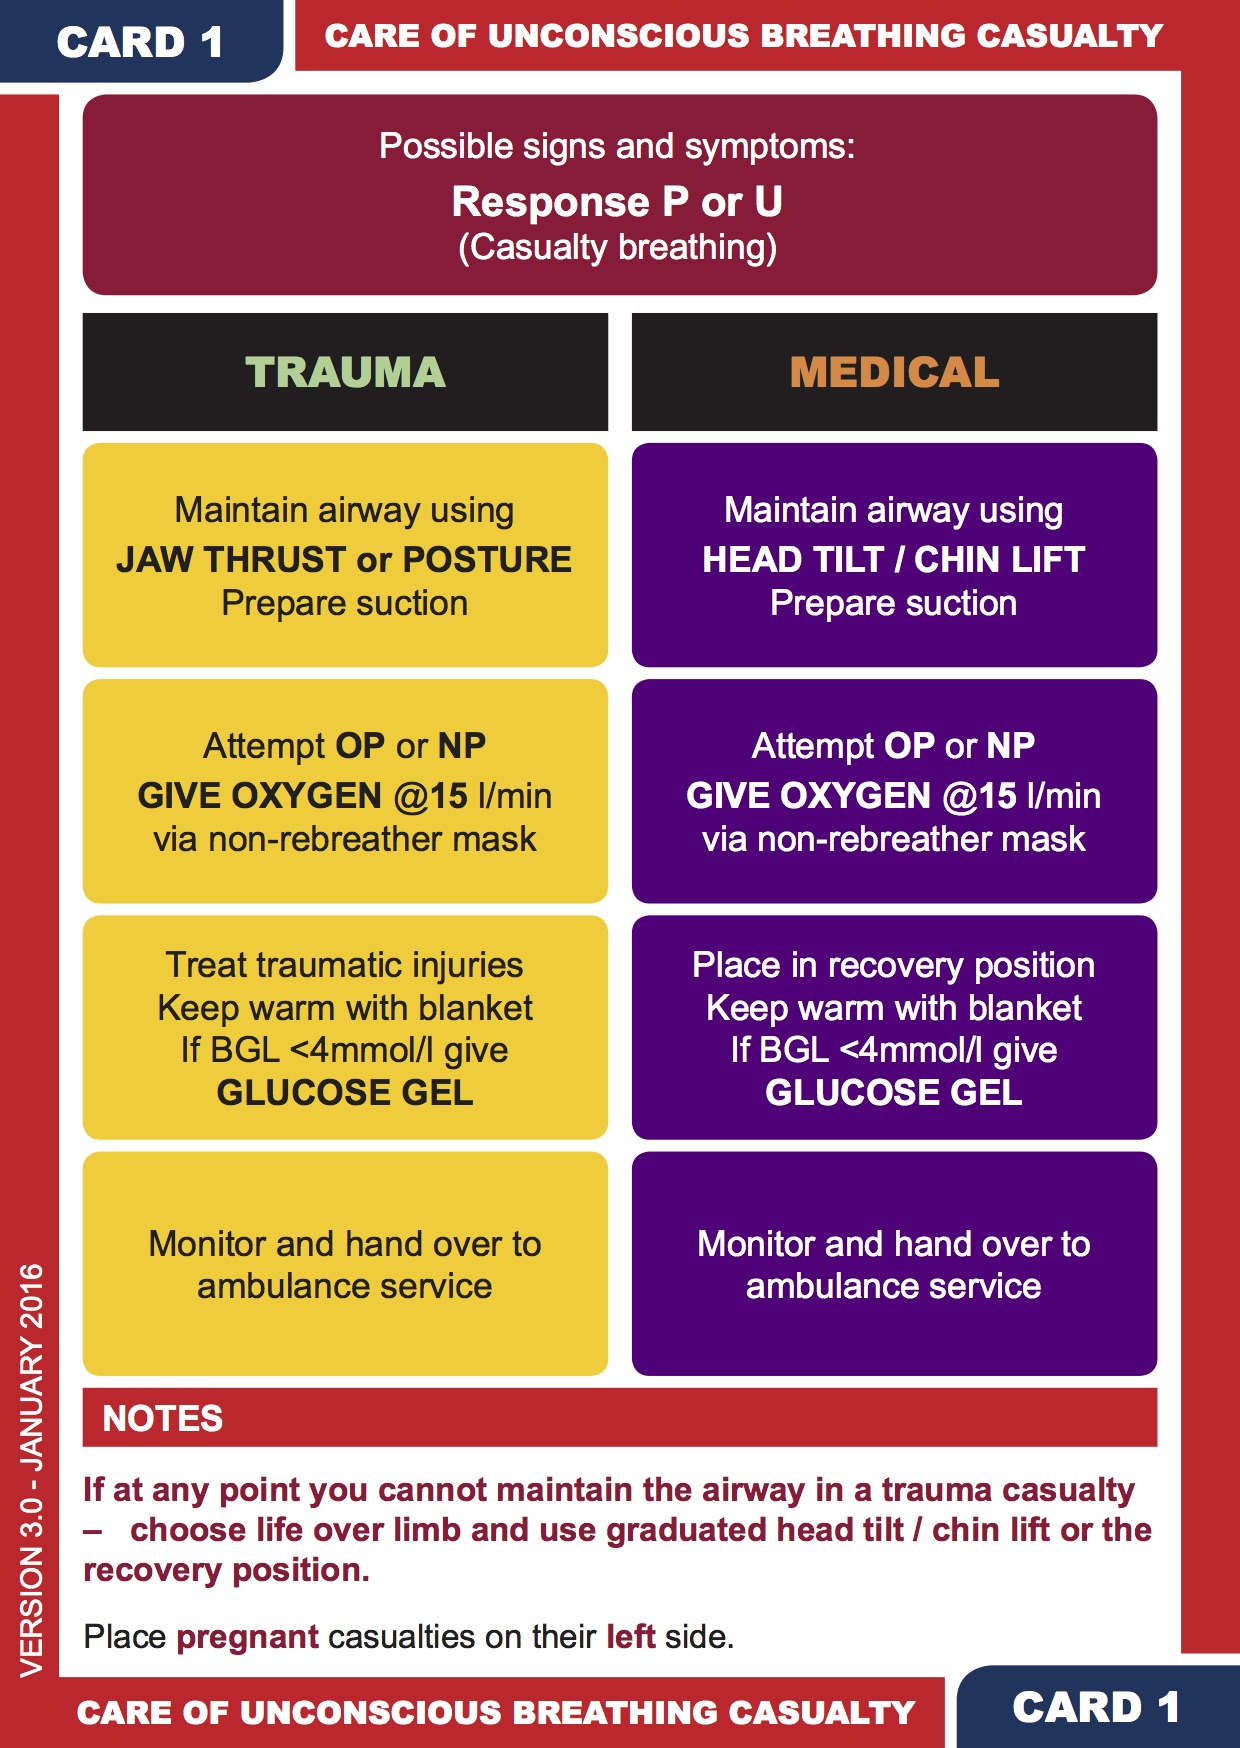 CARD 1
CARE OF UNCONSCIOUS BREATHING CASUALTY
Possible signs and symptoms:
Response P or U
(Casualty breathing)
TRAUMA
Maintain airway using
JAW THRUST or POSTURE
Prepare suction
Attempt OP or NP
GIVE OXYGEN @15 l/min
via non-rebreather mask
Treat traumatic injuries
Keep warm with blanket
If BGL <4mmol/l give
GLUCOSE GEL
Monitor and hand over to
ambulance service
MEDICAL
Maintain airway using
HEAD TILT / CHIN LIFT
Prepare suction
Attempt OP or NP
GIVE OXYGEN @15 l/min
via non-rebreather mask
Place in recovery position
Keep warm with blanket
If BGL <4mmol/l give
GLUCOSE GEL
Monitor and hand over to
ambulance service
NOTES
If at any point you cannot maintain the airway in a trauma casualty
– choose life over limb and use graduated head tilt / chin lift or the
recovery position.
Place pregnant casualties on their left side.
VERSION 3.0 - JANUARY 2016
CARE OF UNCONSCIOUS BREATHING CASUALTY
CARD 1